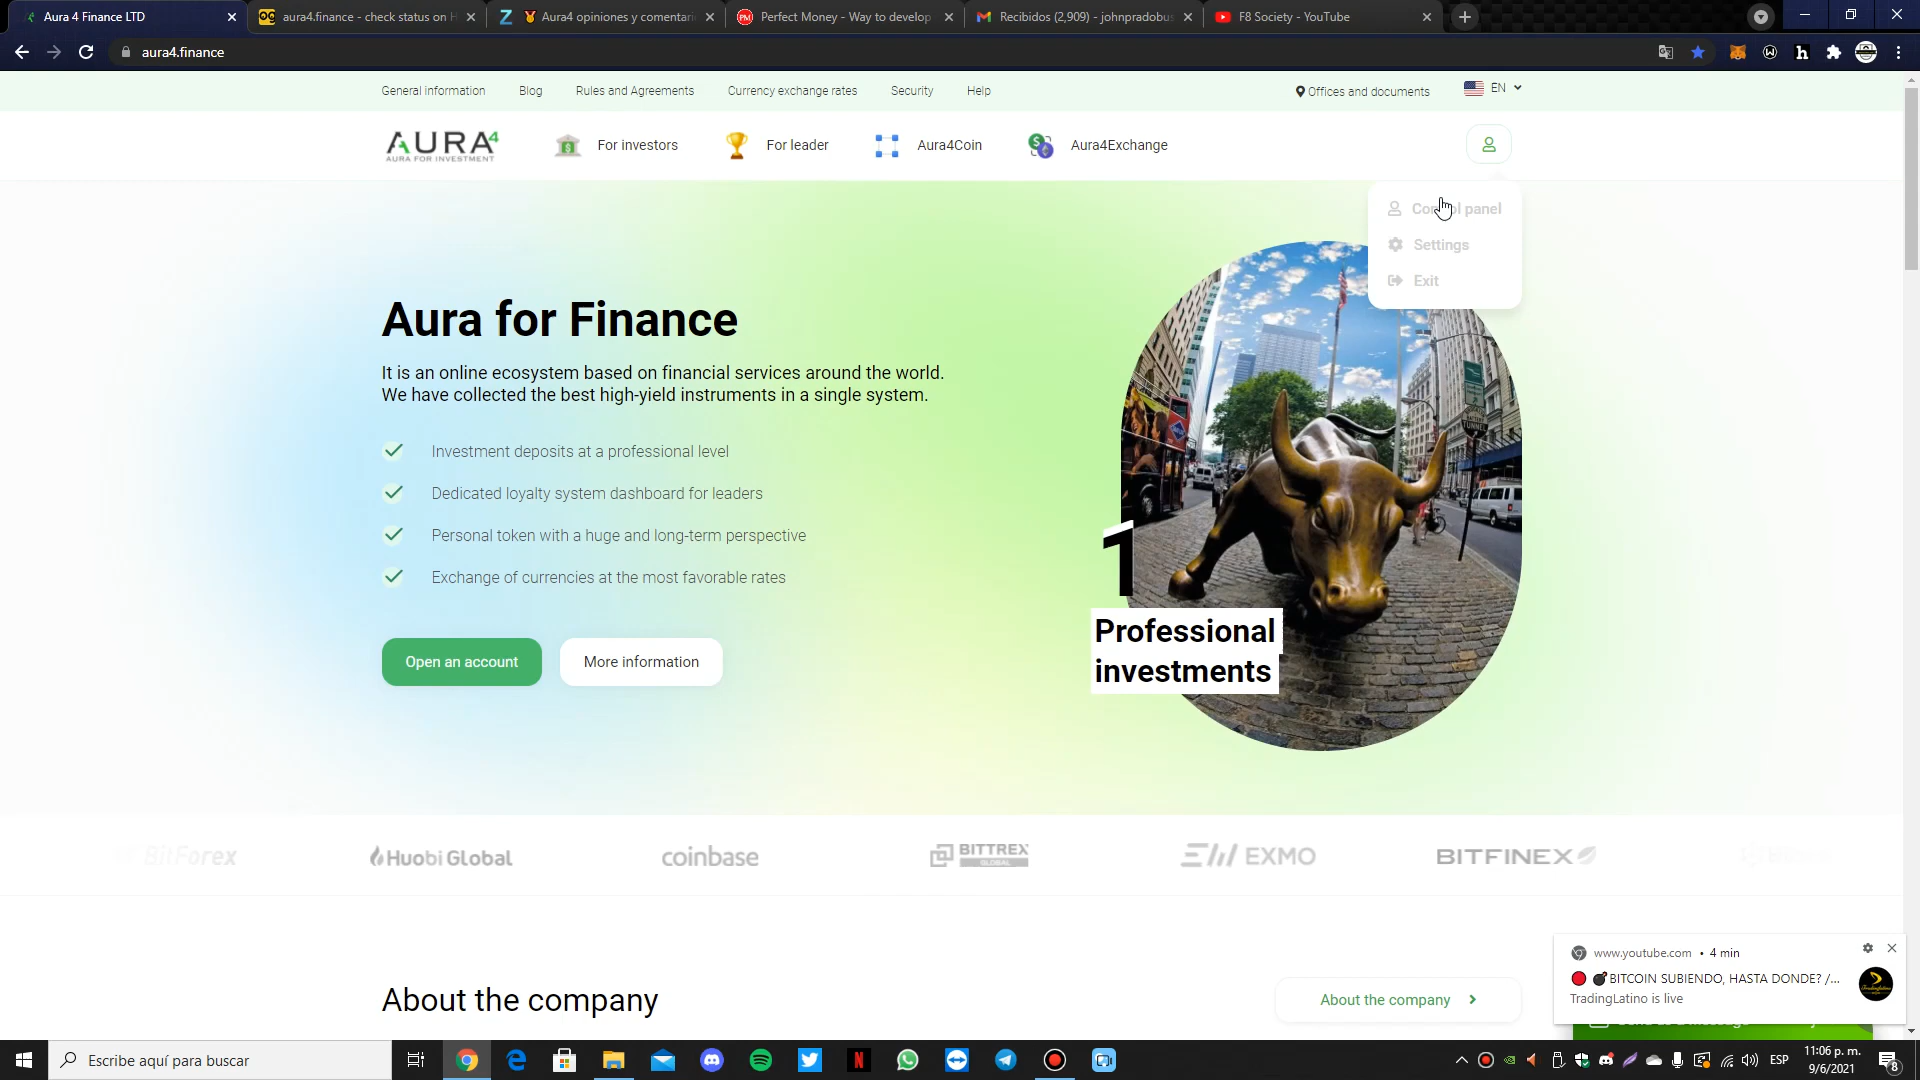 Aura 4 Finance LTD
aura4.finance - check status on H
Aura4 opiniones y comentari
Perfect Money - Way to develop
Recibidos (2,909) - johnpradobus
F8 Society - YouTube
aura4.finance
General information
Blog
Rules and Agreements
Currency exchange rates
Security
Help
Offices and documents
EN
AURA4
AURA FOR INVESTMENT
For investors
For leader
Aura4Coin
Aura4Exchange
Control panel
Settings
Exit
Aura for Finance
It is an online ecosystem based on financial services around the world.
We have collected the best high-yield instruments in a single system.
Investment deposits at a professional level
Dedicated loyalty system dashboard for leaders
Personal token with a huge and long-term perspective
Exchange of currencies at the most favorable rates
Open an account
More information
1
Professional
investments
BitForex
Huobi Global
coinbase
BITTREX
GLOBAL
EXMO
BITFINEX
About the company
About the company
www.youtube.com • 4 min
BITCOIN SUBIENDO, HASTA DONDE? /...
TradingLatino is live
Escribe aquí para buscar
ESP
11:06 p. m.
9/6/2021
8